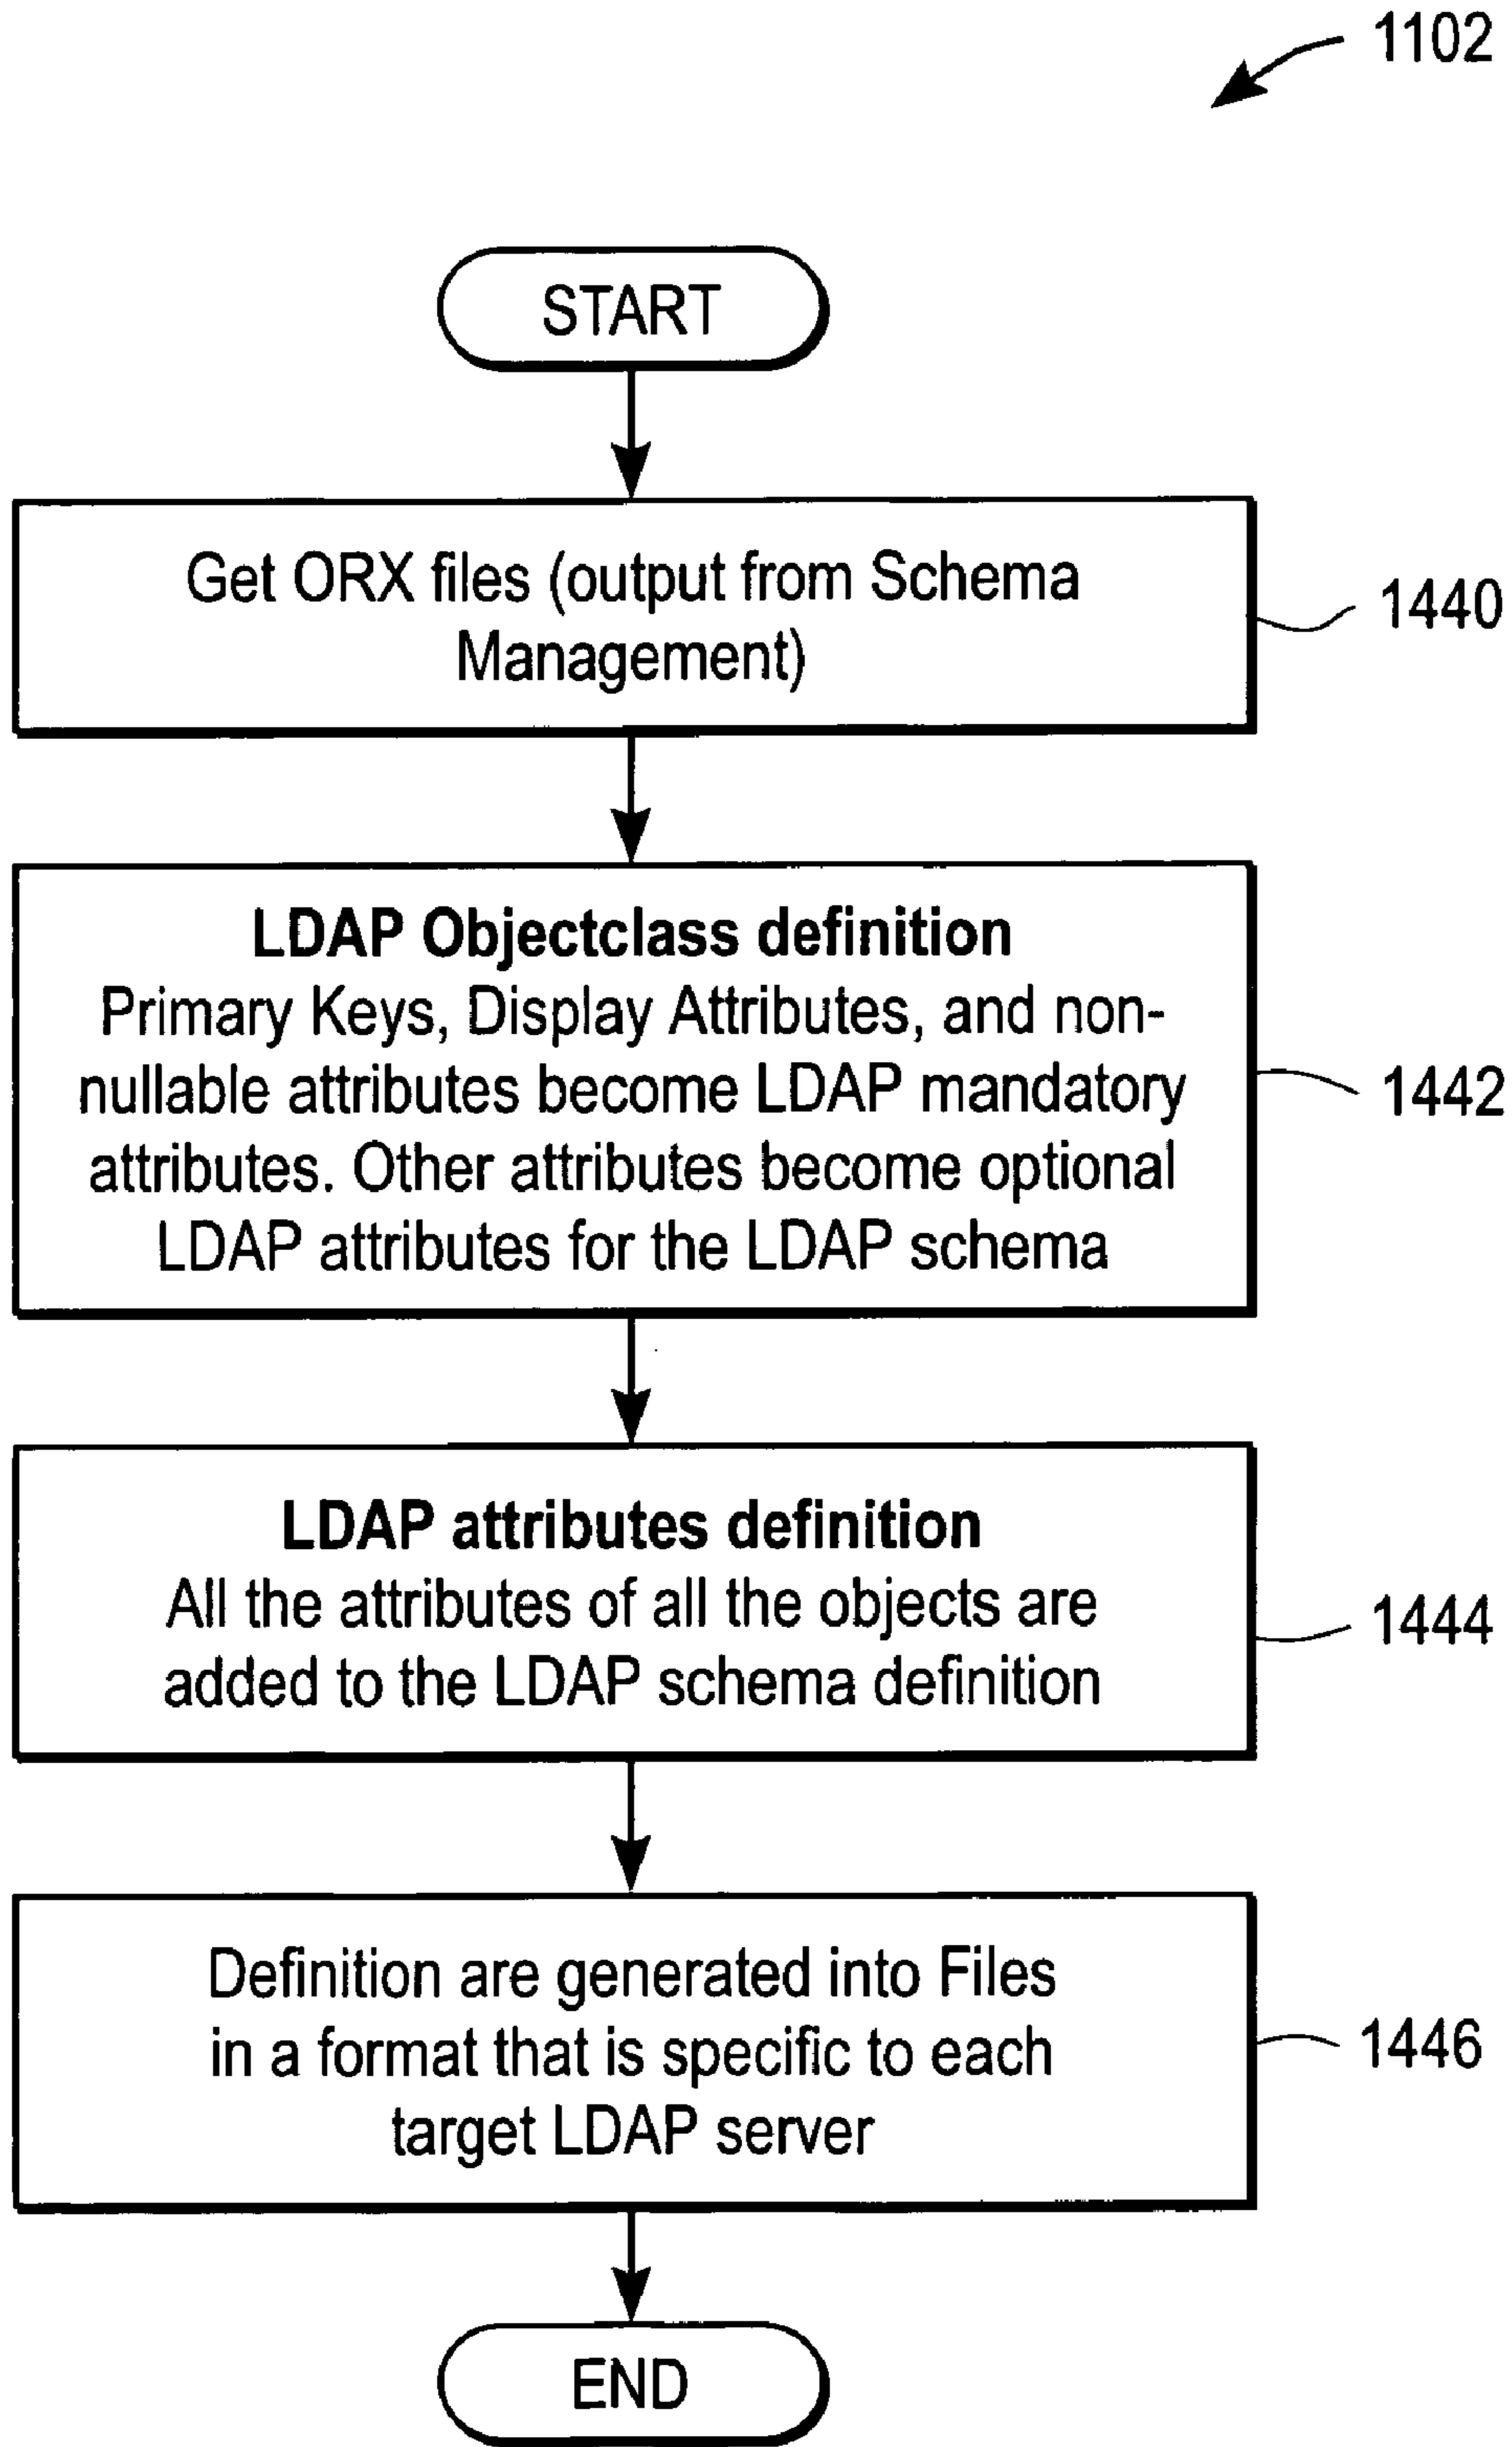 1102
START
Get ORX files (output from Schema
Management)
1440
LDAP Objectclass definition
Primary Keys, Display Attributes, and non-
nullable attributes become LDAP mandatory
attributes. Other attributes become optional
LDAP attributes for the LDAP schema
1442
LDAP attributes definition
All the attributes of all the objects are
added to the LDAP schema definition
1444
Definition are generated into Files
in a format that is specific to each
target LDAP server
1446
END